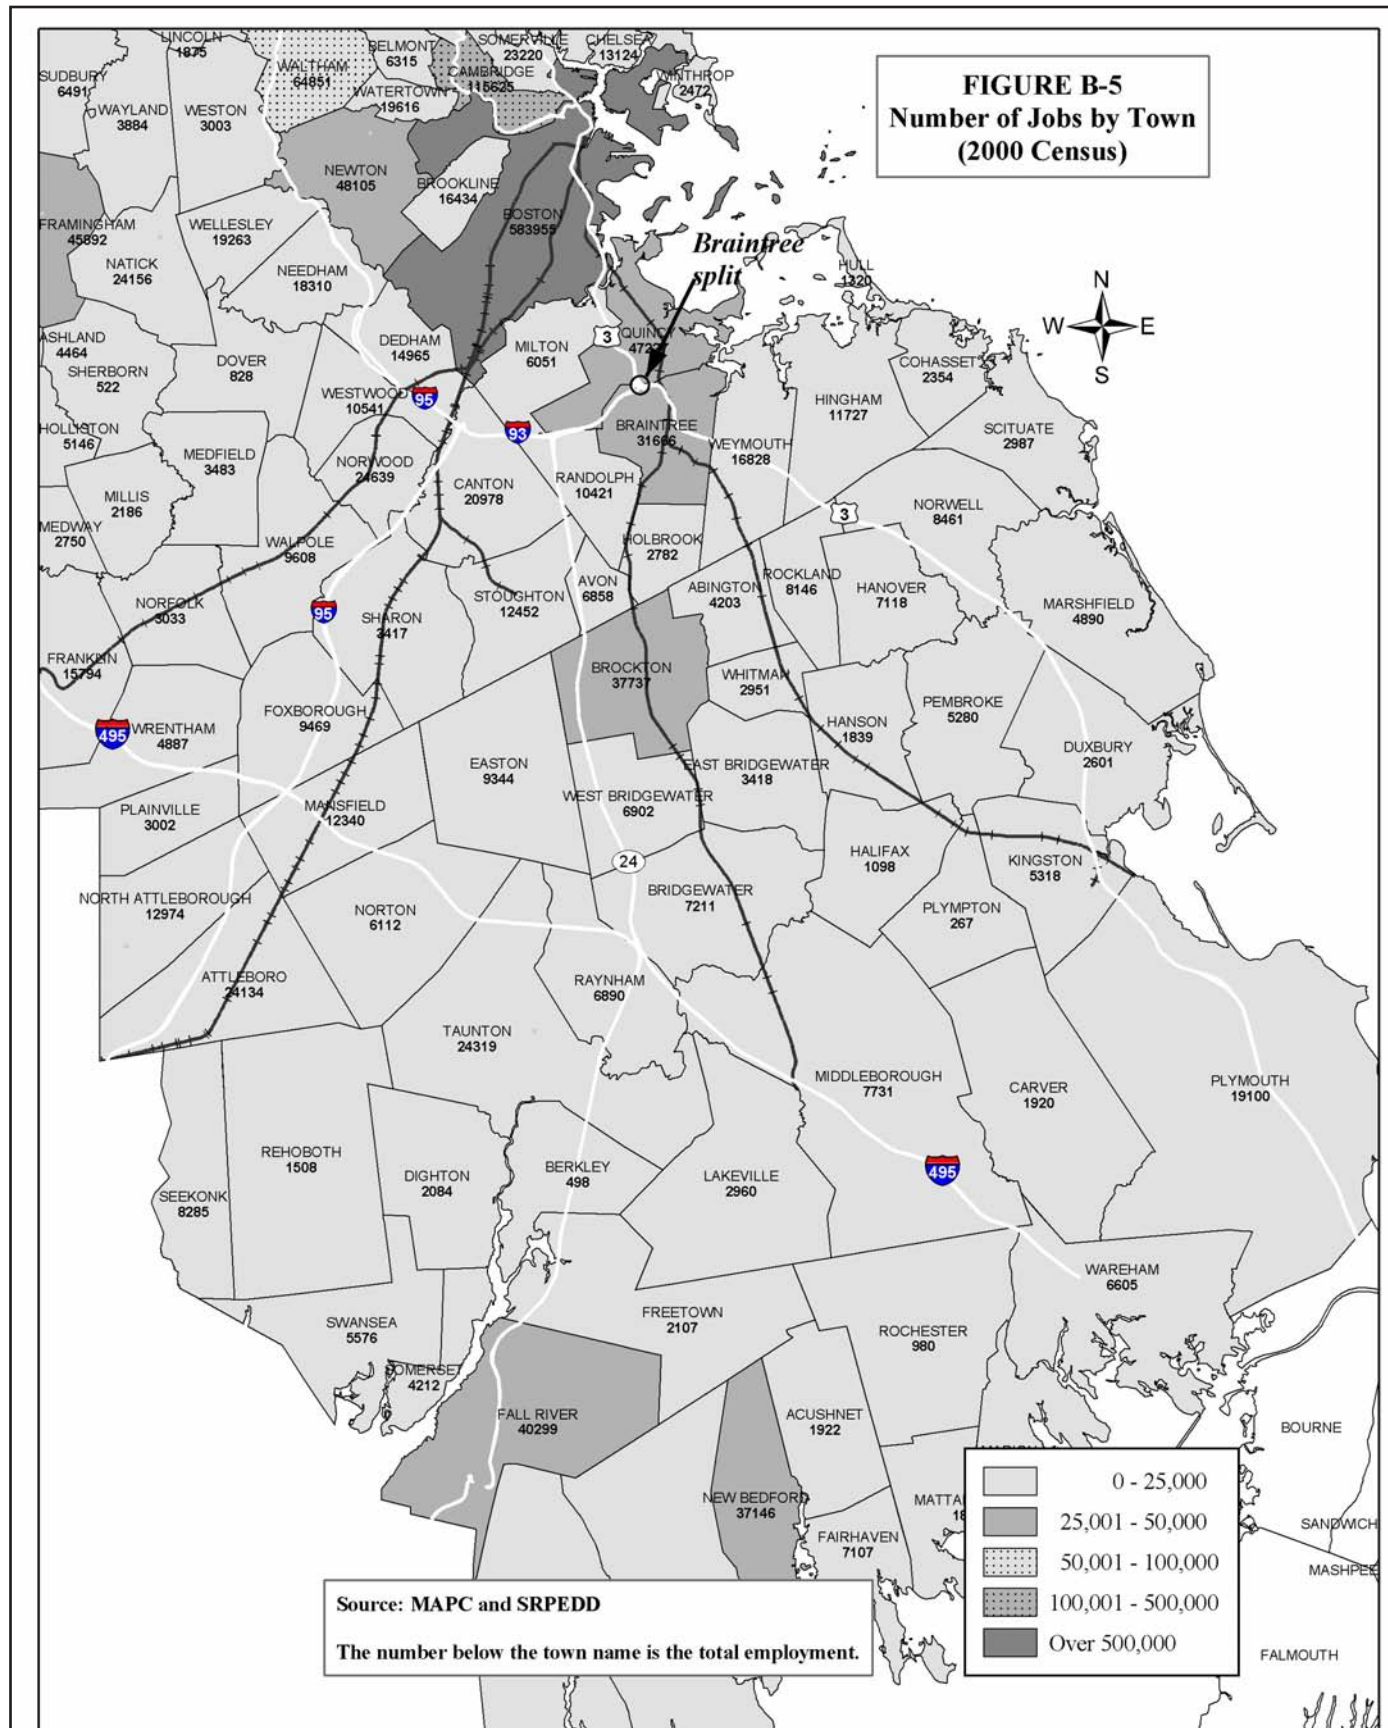 FIGURE B-5
Number of Jobs by Town
(2000 Census)
LINCOLN
1875
SUDBURY
6491
WAYLAND
3884
WESTON
3003
WALTHAM
64851
BELMONT
6315
WATERTOWN
19616
CAMBRIDGE
115625
SOMERVILLE
23220
CHELSEA
13124
WINTHROP
2472
NEWTON
48105
BROOKLINE
16434
BOSTON
583955
FRAMINGHAM
45892
WELLESLEY
19263
NATICK
24156
NEEDHAM
18310
Braintree
split
HULL
1320
N
W E
S
ASHLAND
4464
SHERBORN
522
DOVER
828
DEDHAM
14965
MILTON
6051
3
QUINCY
COHASSET
2354
WESTWOOD
10541
95
93
HINGHAM
11727
SCITUATE
2987
HOLLISTON
5146
MEDFIELD
3483
NORWOOD
24639
CANTON
20978
RANDOLPH
10421
BRAINTREE
31666
WEYMOUTH
16828
MILLIS
2186
MEDWAY
2750
WALPOLE
9608
HOLBROOK
2782
3
NORWELL
8461
NORFOLK
3033
95
SHARON
3417
STOUGHTON
12452
AVON
6858
ABINGTON
4203
ROCKLAND
8146
HANOVER
7118
MARSHFIELD
4890
FRANKLIN
15794
BROCKTON
37737
WHITMAN
2951
495
WRENTHAM
4887
FOXBOROUGH
9469
HANSON
1839
PEMBROKE
5280
DUXBURY
2601
EASTON
9344
EAST BRIDGEWATER
3418
PLAINVILLE
3002
MANSFIELD
12340
WEST BRIDGEWATER
6902
24
HALIFAX
1098
KINGSTON
5318
NORTH ATTLEBOROUGH
12974
NORTON
6112
BRIDGEWATER
7211
PLYMPTON
267
ATTLEBORO
24134
RAYNHAM
6890
TAUNTON
24319
MIDDLEBOROUGH
7731
CARVER
1920
PLYMOUTH
19100
REHOBOTH
1508
DIGHTON
2084
BERKLEY
498
LAKEVILLE
2960
495
SEEKONK
8285
WAREHAM
6605
SWANSEA
5576
FREETOWN
2107
ROCHESTER
980
SOMERSET
4212
FALL RIVER
40299
ACUSHNET
1922
BOURNE
NEW BEDFORD
37146
FAIRHAVEN
7107
SANDWICH
MASHPEE
FALMOUTH
0 - 25,000
25,001 - 50,000
50,001 - 100,000
100,001 - 500,000
Over 500,000
Source: MAPC and SRPEDD
The number below the town name is the total employment.